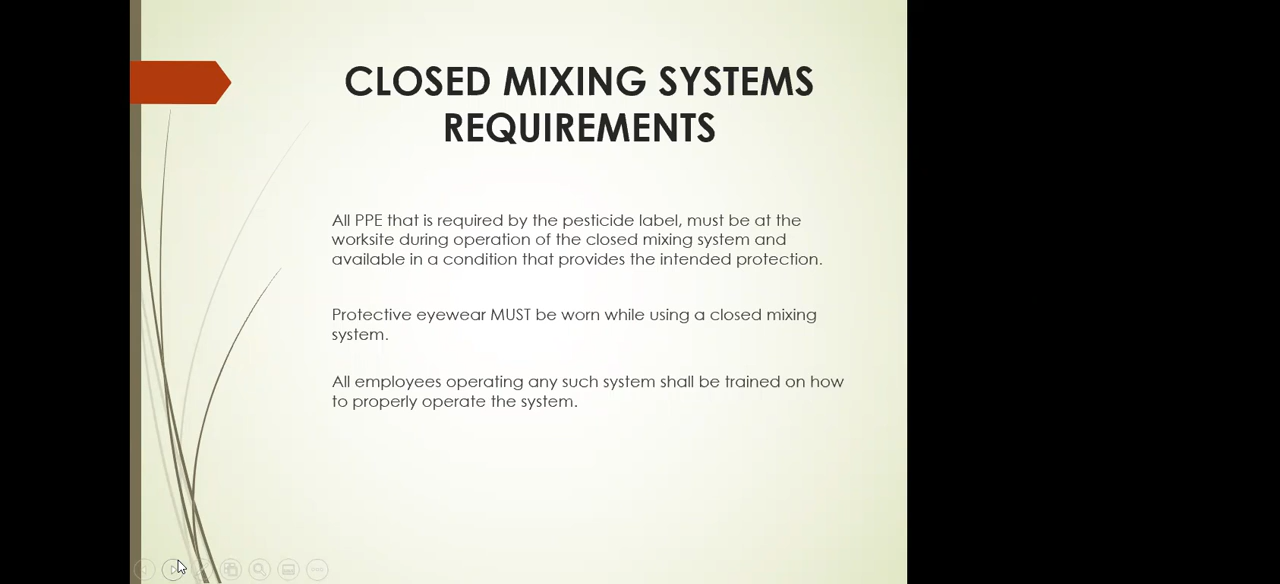 CLOSED MIXING SYSTEMS
REQUIREMENTS
All PPE that is required by the pesticide label, must be at the
worksite during operation of the closed mixing system and
available in a condition that provides the intended protection.
Protective eyewear MUST be worn while using a closed mixing
system.
All employees operating any such system shall be trained on how
to properly operate the system.